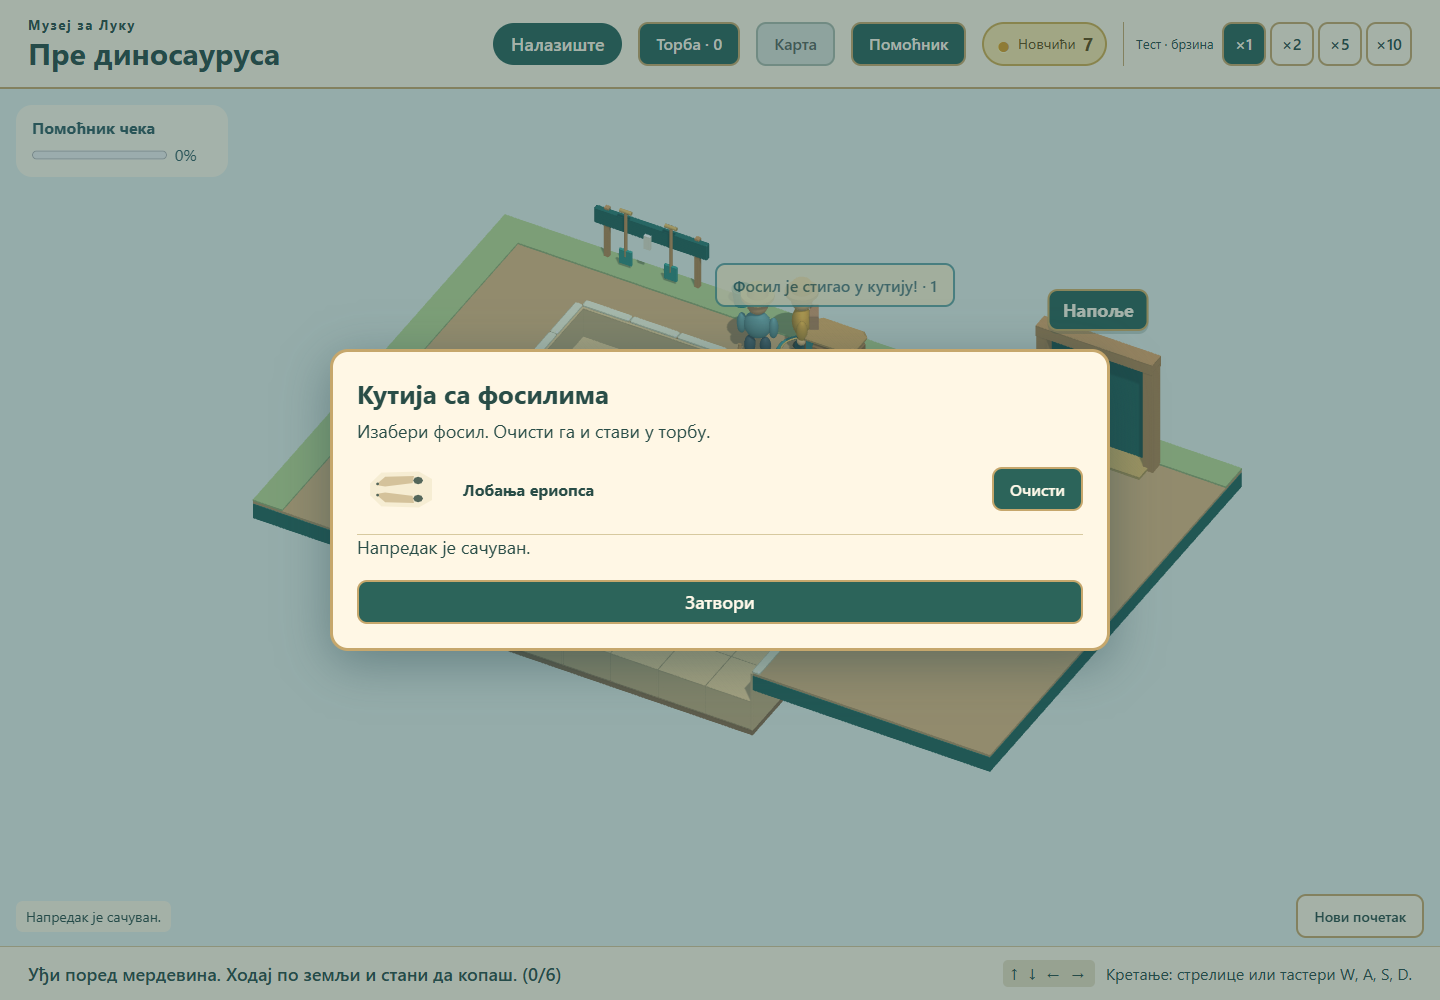 Музеј за Луку
Пре диносауруса
Налазиште
Торба · 0
Карта
Помоћник
Новчићи 7
Тест · брзина
×1
×2
×5
×10
Помоћник чека
0%
Фосил је стигао у кутију! · 1
Напоље
Кутија са фосилима
Изабери фосил. Очисти га и стави у торбу.
Лобања ериопса
Очисти
Напредак је сачуван.
Затвори
Напредак је сачуван.
Нови почетак
Уђи поред мердевина. Ходај по земљи и стани да копаш. (0/6)
↑ ↓ ← → Кретање: стрелице или тастери W, A, S, D.